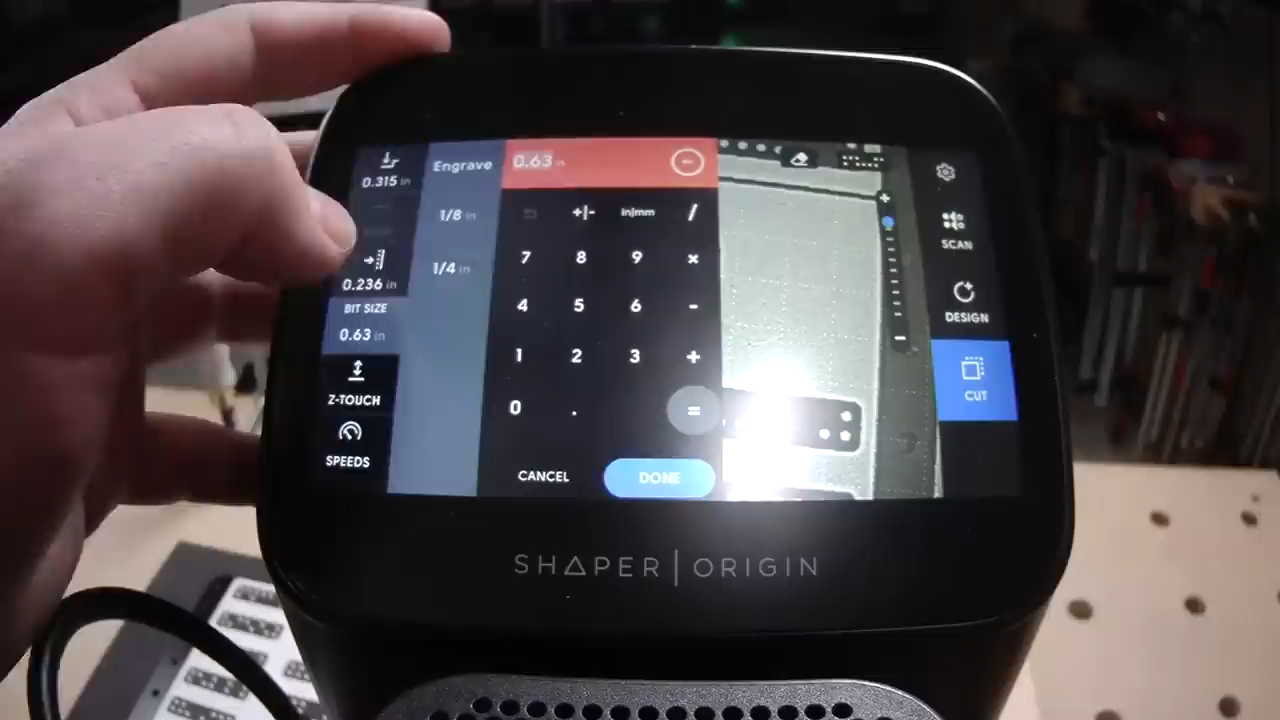 0.315 in
0.236 in
BIT SIZE
0.63 in
Z-TOUCH
SPEEDS
Engrave
1/8 in
1/4 in
0.63 in
+|- in|mm /
7 8 9 ×
4 5 6 -
1 2 3 +
0 . =
CANCEL DONE
+
-
SCAN
DESIGN
CUT
SHAPER | ORIGIN